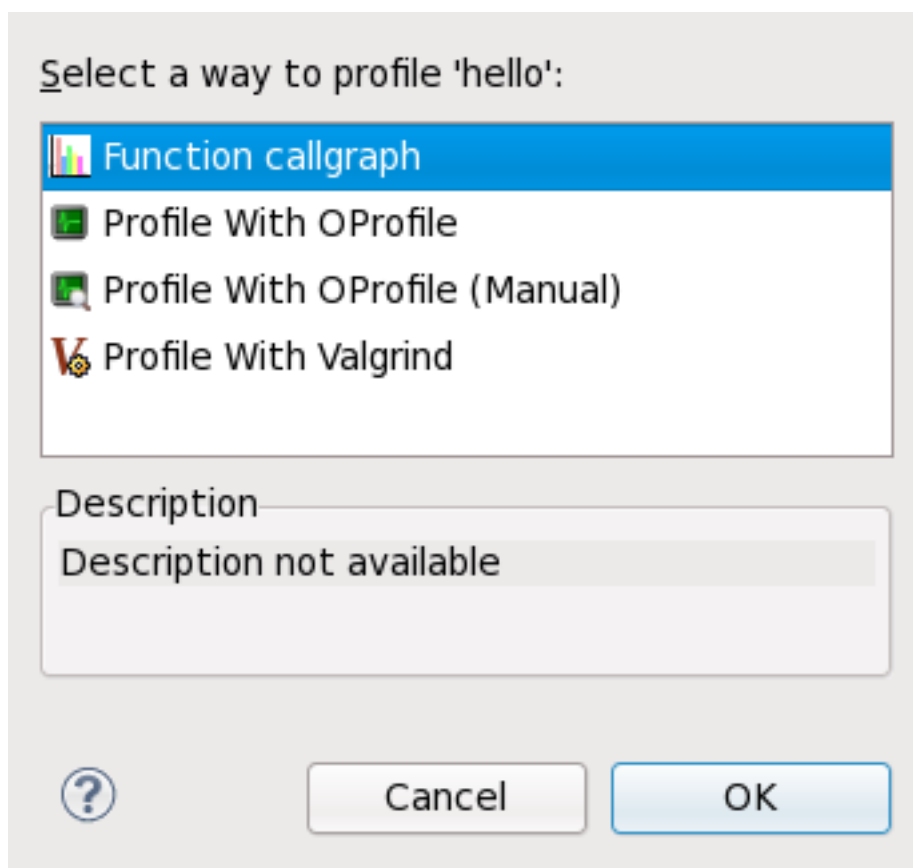 Select a way to profile 'hello':
Function callgraph
Profile With OProfile
Profile With OProfile (Manual)
Profile With Valgrind
Description
Description not available
?
Cancel
OK